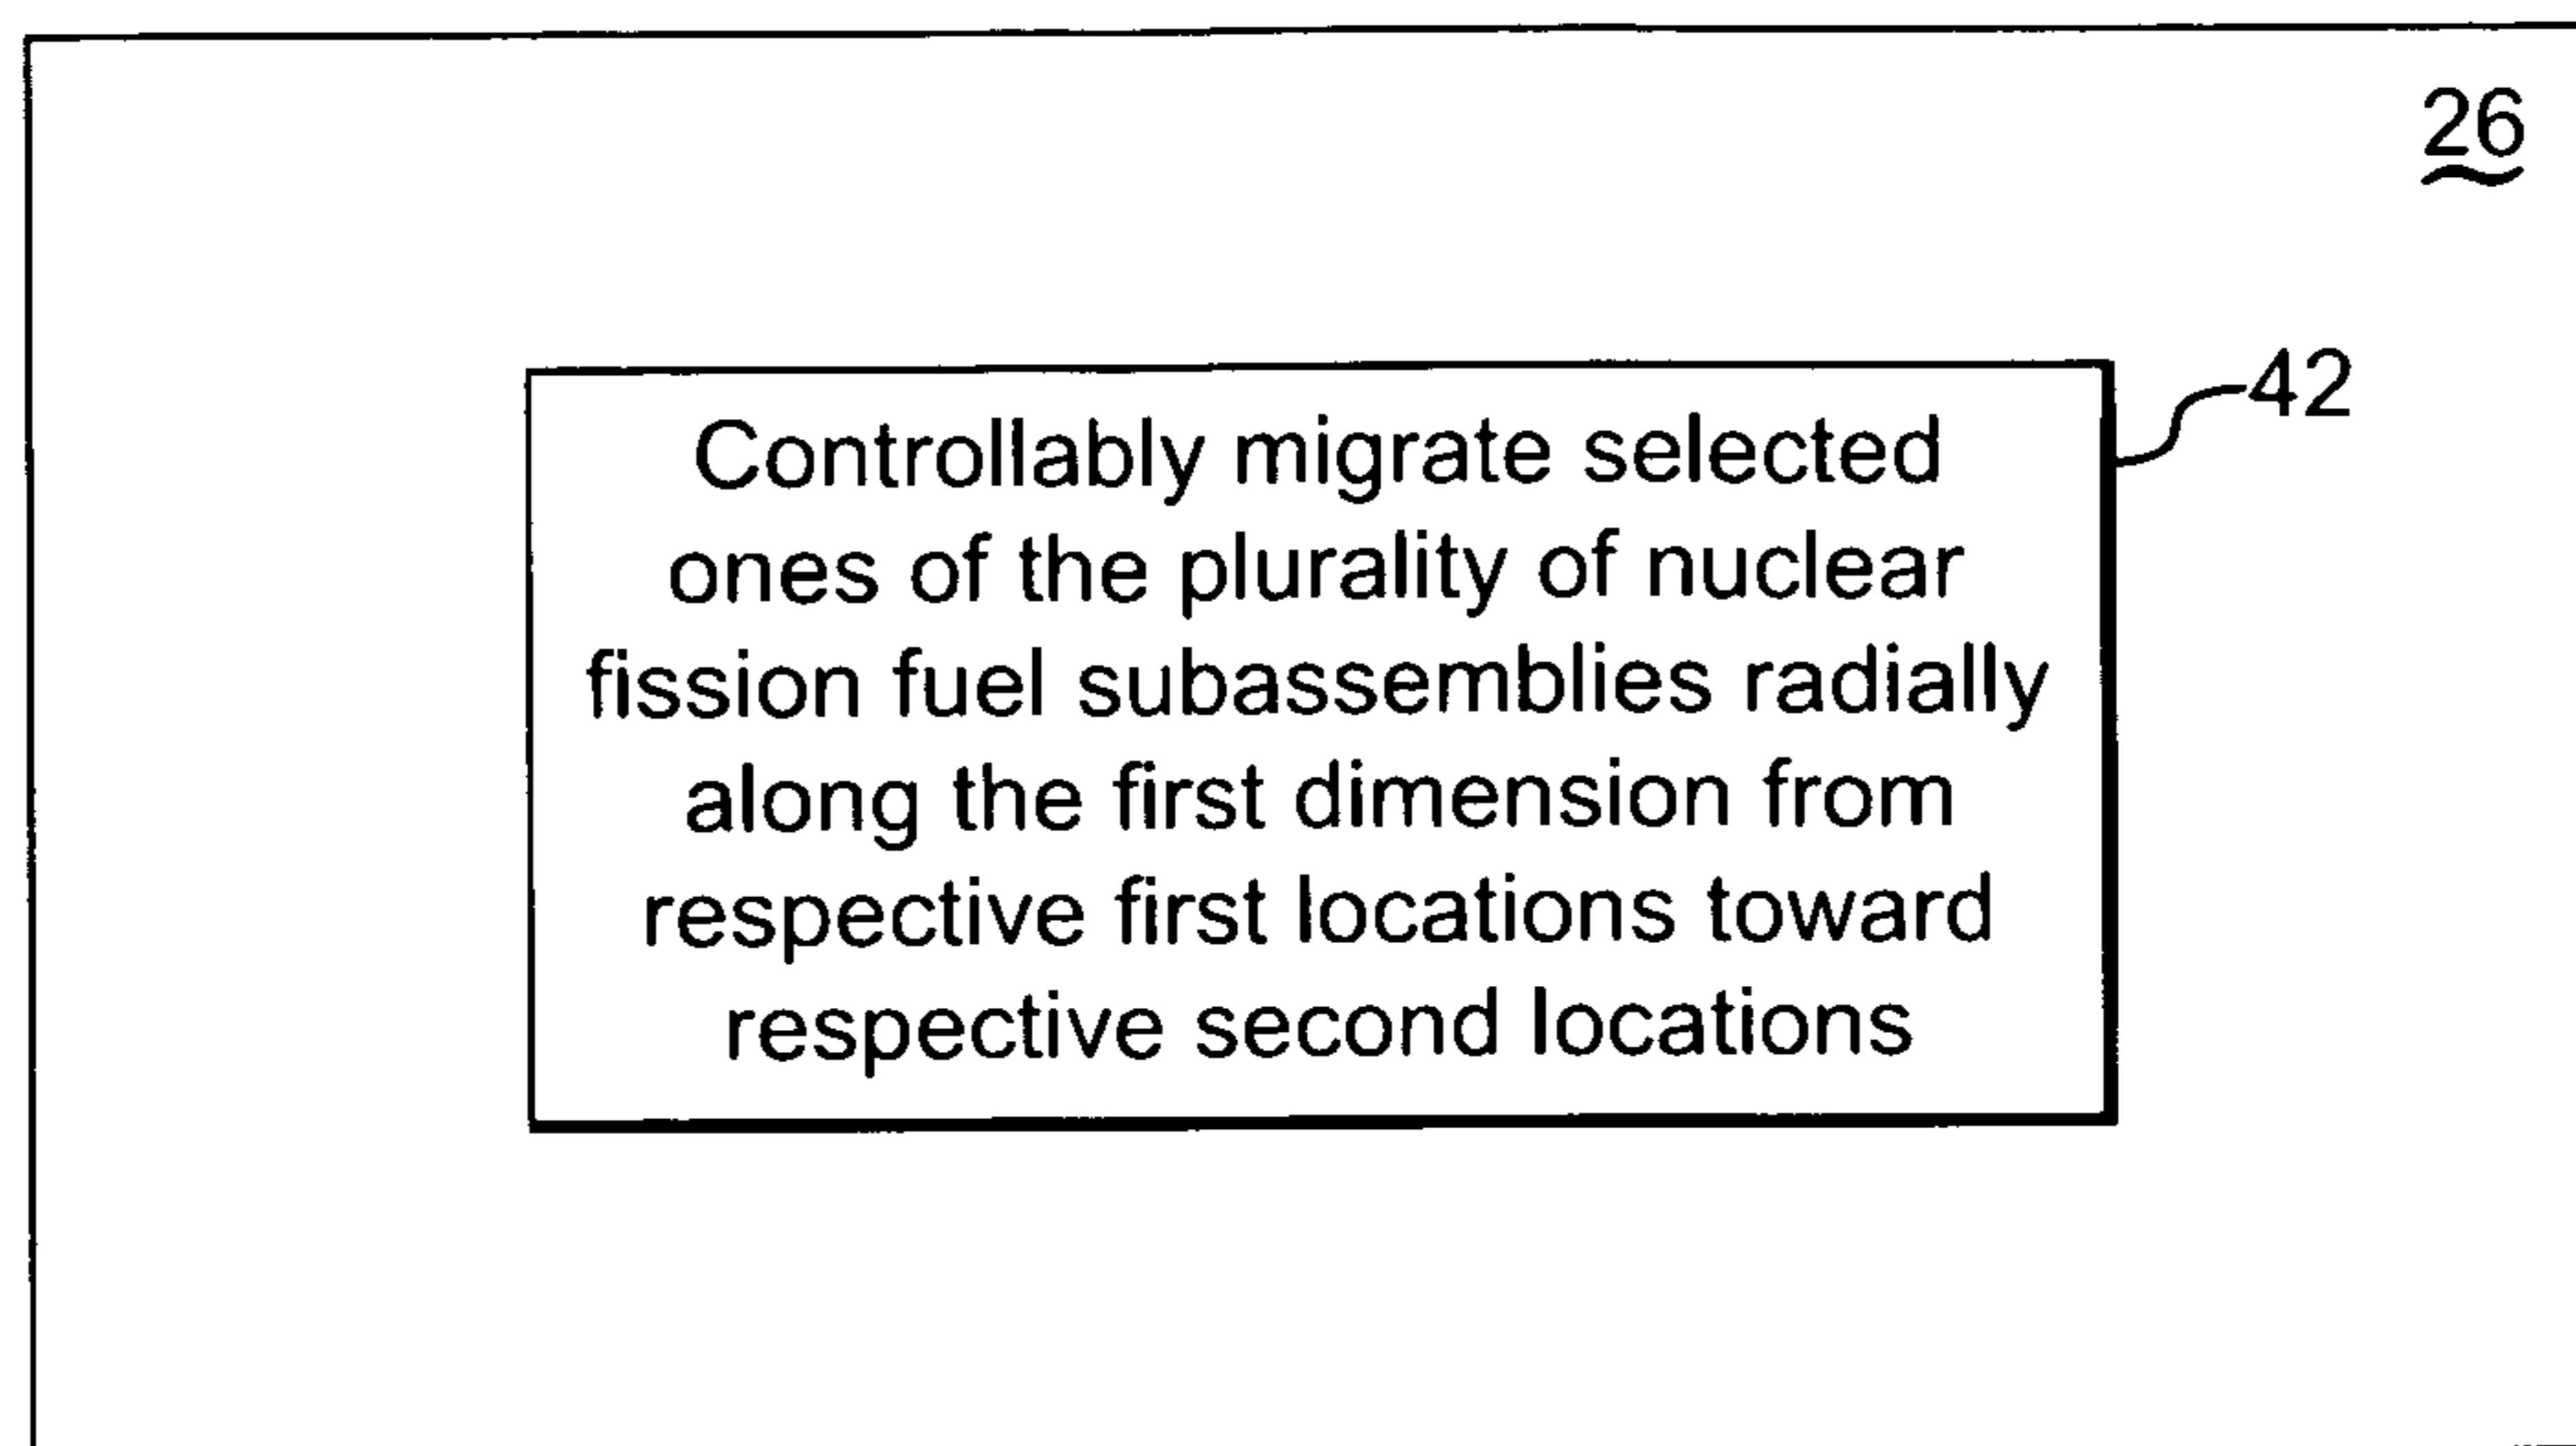 26
42
Controllably migrate selected
ones of the plurality of nuclear
fission fuel subassemblies radially
along the first dimension from
respective first locations toward
respective second locations